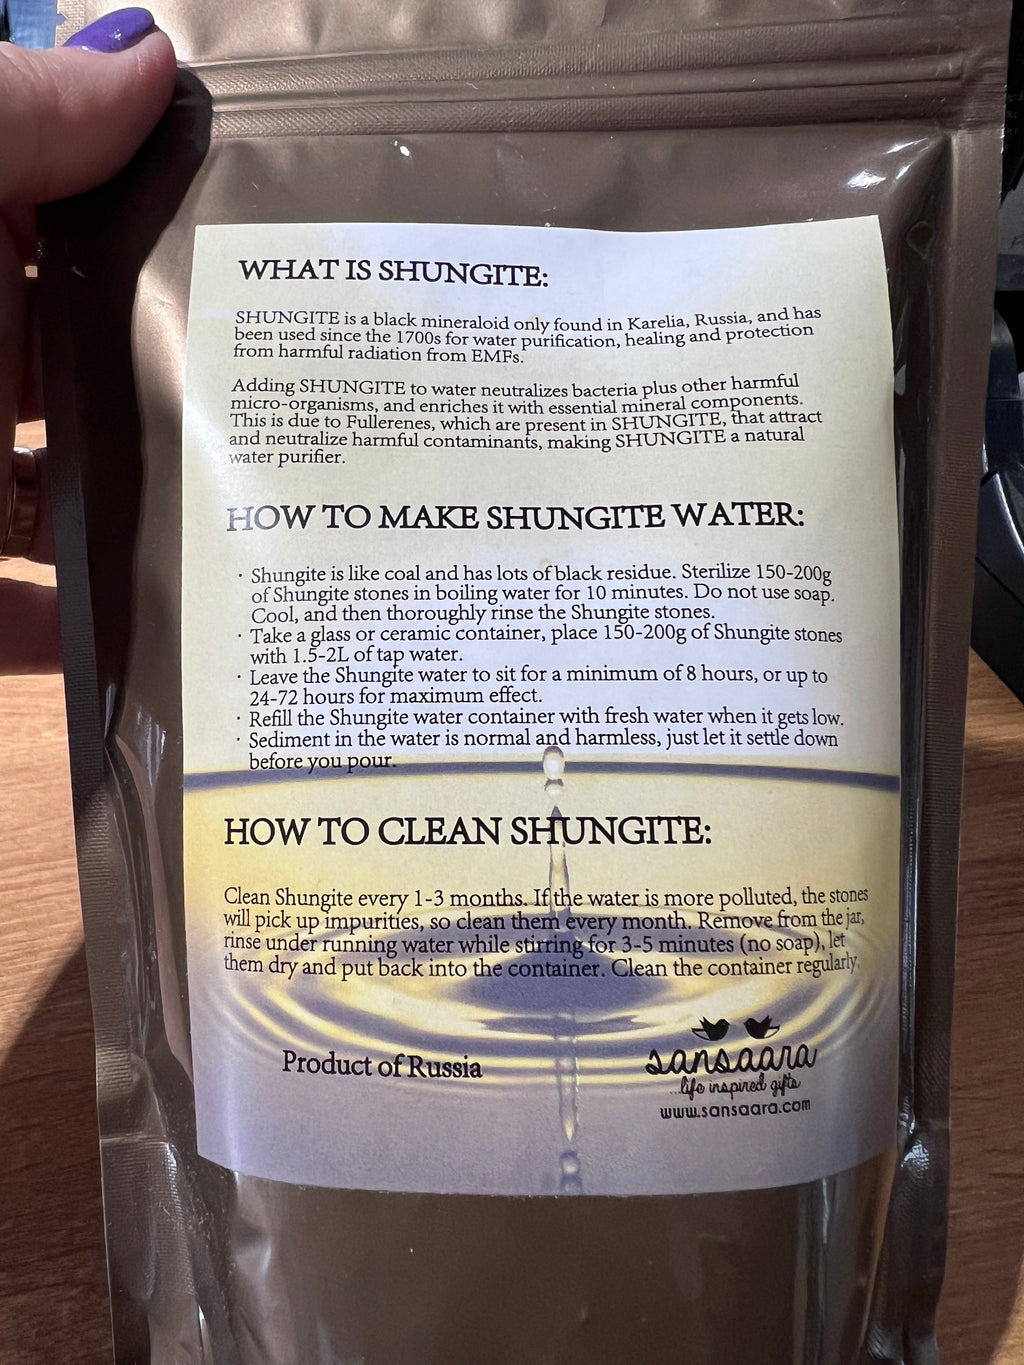 WHAT IS SHUNGITE:
SHUNGITE is a black mineraloid only found in Karelia, Russia, and has
been used since the 1700s for water purification, healing and protection
from harmful radiation from EMFs.
Adding SHUNGITE to water neutralizes bacteria plus other harmful
micro-organisms, and enriches it with essential mineral components.
This is due to Fullerenes, which are present in SHUNGITE, that attract
and neutralize harmful contaminants, making SHUNGITE a natural
water purifier.
HOW TO MAKE SHUNGITE WATER:
· Shungite is like coal and has lots of black residue. Sterilize 150-200g
of Shungite stones in boiling water for 10 minutes. Do not use soap.
Cool, and then thoroughly rinse the Shungite stones.
· Take a glass or ceramic container, place 150-200g of Shungite stones
with 1.5-2L of tap water.
· Leave the Shungite water to sit for a minimum of 8 hours, or up to
24-72 hours for maximum effect.
· Refill the Shungite water container with fresh water when it gets low.
· Sediment in the water is normal and harmless, just let it settle down
before you pour.
HOW TO CLEAN SHUNGITE:
Clean Shungite every 1-3 months. If the water is more polluted, the stones
will pick up impurities, so clean them every month. Remove from the jar,
rinse under running water while stirring for 3-5 minutes (no soap), let
them dry and put back into the container. Clean the container regularly.
Product of Russia
sansaara
...life inspired gifts
www.sansaara.com